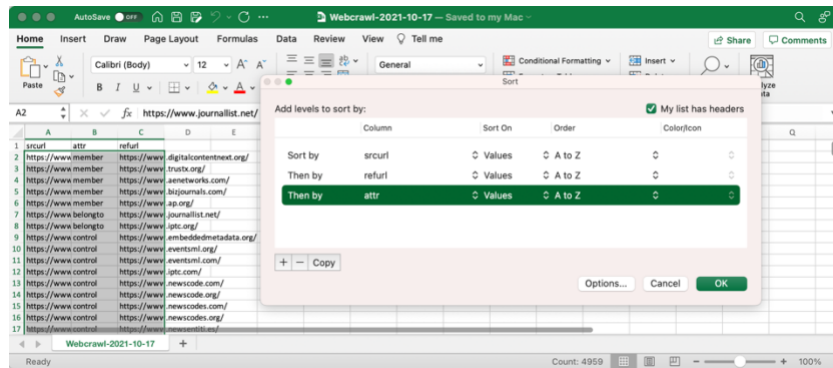 AutoSave OFF Webcrawl-2021-10-17 — Saved to my Mac
Home Insert Draw Page Layout Formulas Data Review View Tell me Share Comments
Paste Calibri (Body) 12 A A General Conditional Formatting Insert
B I U A
A2 fx https://www.journallist.net/
Sort
Add levels to sort by: My list has headers
Column Sort On Order Color/Icon
Sort by srcurl Values A to Z
Then by refurl Values A to Z
Then by attr Values A to Z
+ − Copy
Options... Cancel OK
A B C D E Q
1 srcurl attr refurl
2 https://www member https://www.digitalcontentnext.org/
3 https://www member https://www.trustx.org/
4 https://www member https://www.aenetworks.com/
5 https://www member https://www.bizjournals.com/
6 https://www member https://www.ap.org/
7 https://www belongto https://www.journallist.net/
8 https://www belongto https://www.iptc.org/
9 https://www control https://www.embeddedmetadata.org/
10 https://www control https://www.eventsml.org/
11 https://www control https://www.eventsml.com/
12 https://www control https://www.iptc.com/
13 https://www control https://www.newscode.com/
14 https://www control https://www.newscode.org/
15 https://www control https://www.newscodes.com/
16 https://www control https://www.newscodes.org/
17 https://www control https://www.newsentiti.es/
Webcrawl-2021-10-17 +
Ready Count: 4959 − + 100%